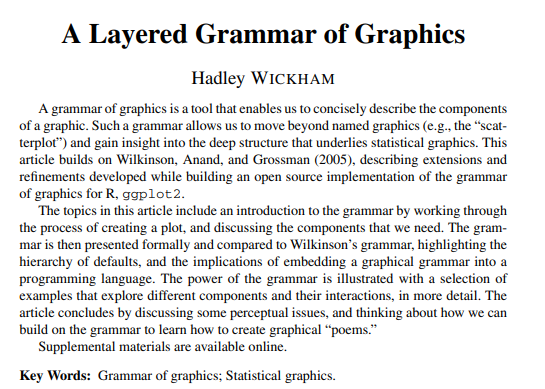 A Layered Grammar of Graphics
Hadley WICKHAM
A grammar of graphics is a tool that enables us to concisely describe the components
of a graphic. Such a grammar allows us to move beyond named graphics (e.g., the “scat-
terplot”) and gain insight into the deep structure that underlies statistical graphics. This
article builds on Wilkinson, Anand, and Grossman (2005), describing extensions and
refinements developed while building an open source implementation of the grammar
of graphics for R, ggplot2.
The topics in this article include an introduction to the grammar by working through
the process of creating a plot, and discussing the components that we need. The gram-
mar is then presented formally and compared to Wilkinson’s grammar, highlighting the
hierarchy of defaults, and the implications of embedding a graphical grammar into a
programming language. The power of the grammar is illustrated with a selection of
examples that explore different components and their interactions, in more detail. The
article concludes by discussing some perceptual issues, and thinking about how we can
build on the grammar to learn how to create graphical “poems.”
Supplemental materials are available online.
Key Words: Grammar of graphics; Statistical graphics.